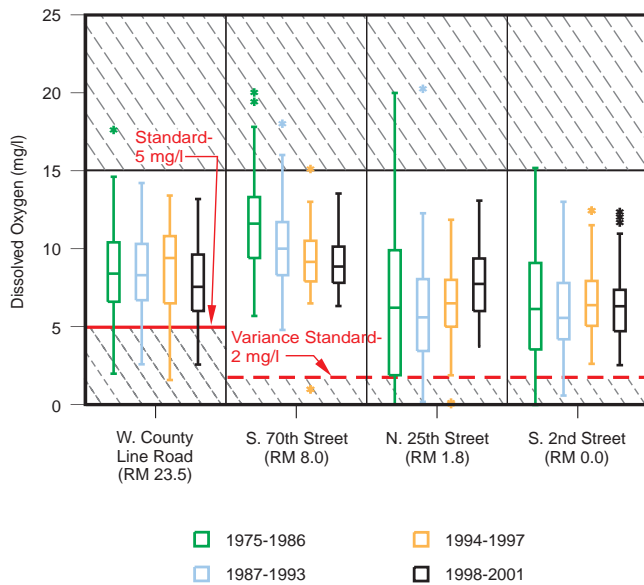 25
20
15
10
5
0
Dissolved Oxygen (mg/l)
Standard-
5 mg/l
Variance Standard-
2 mg/l
W. County
Line Road
(RM 23.5)
S. 70th Street
(RM 8.0)
N. 25th Street
(RM 1.8)
S. 2nd Street
(RM 0.0)
1975-1986
1987-1993
1994-1997
1998-2001